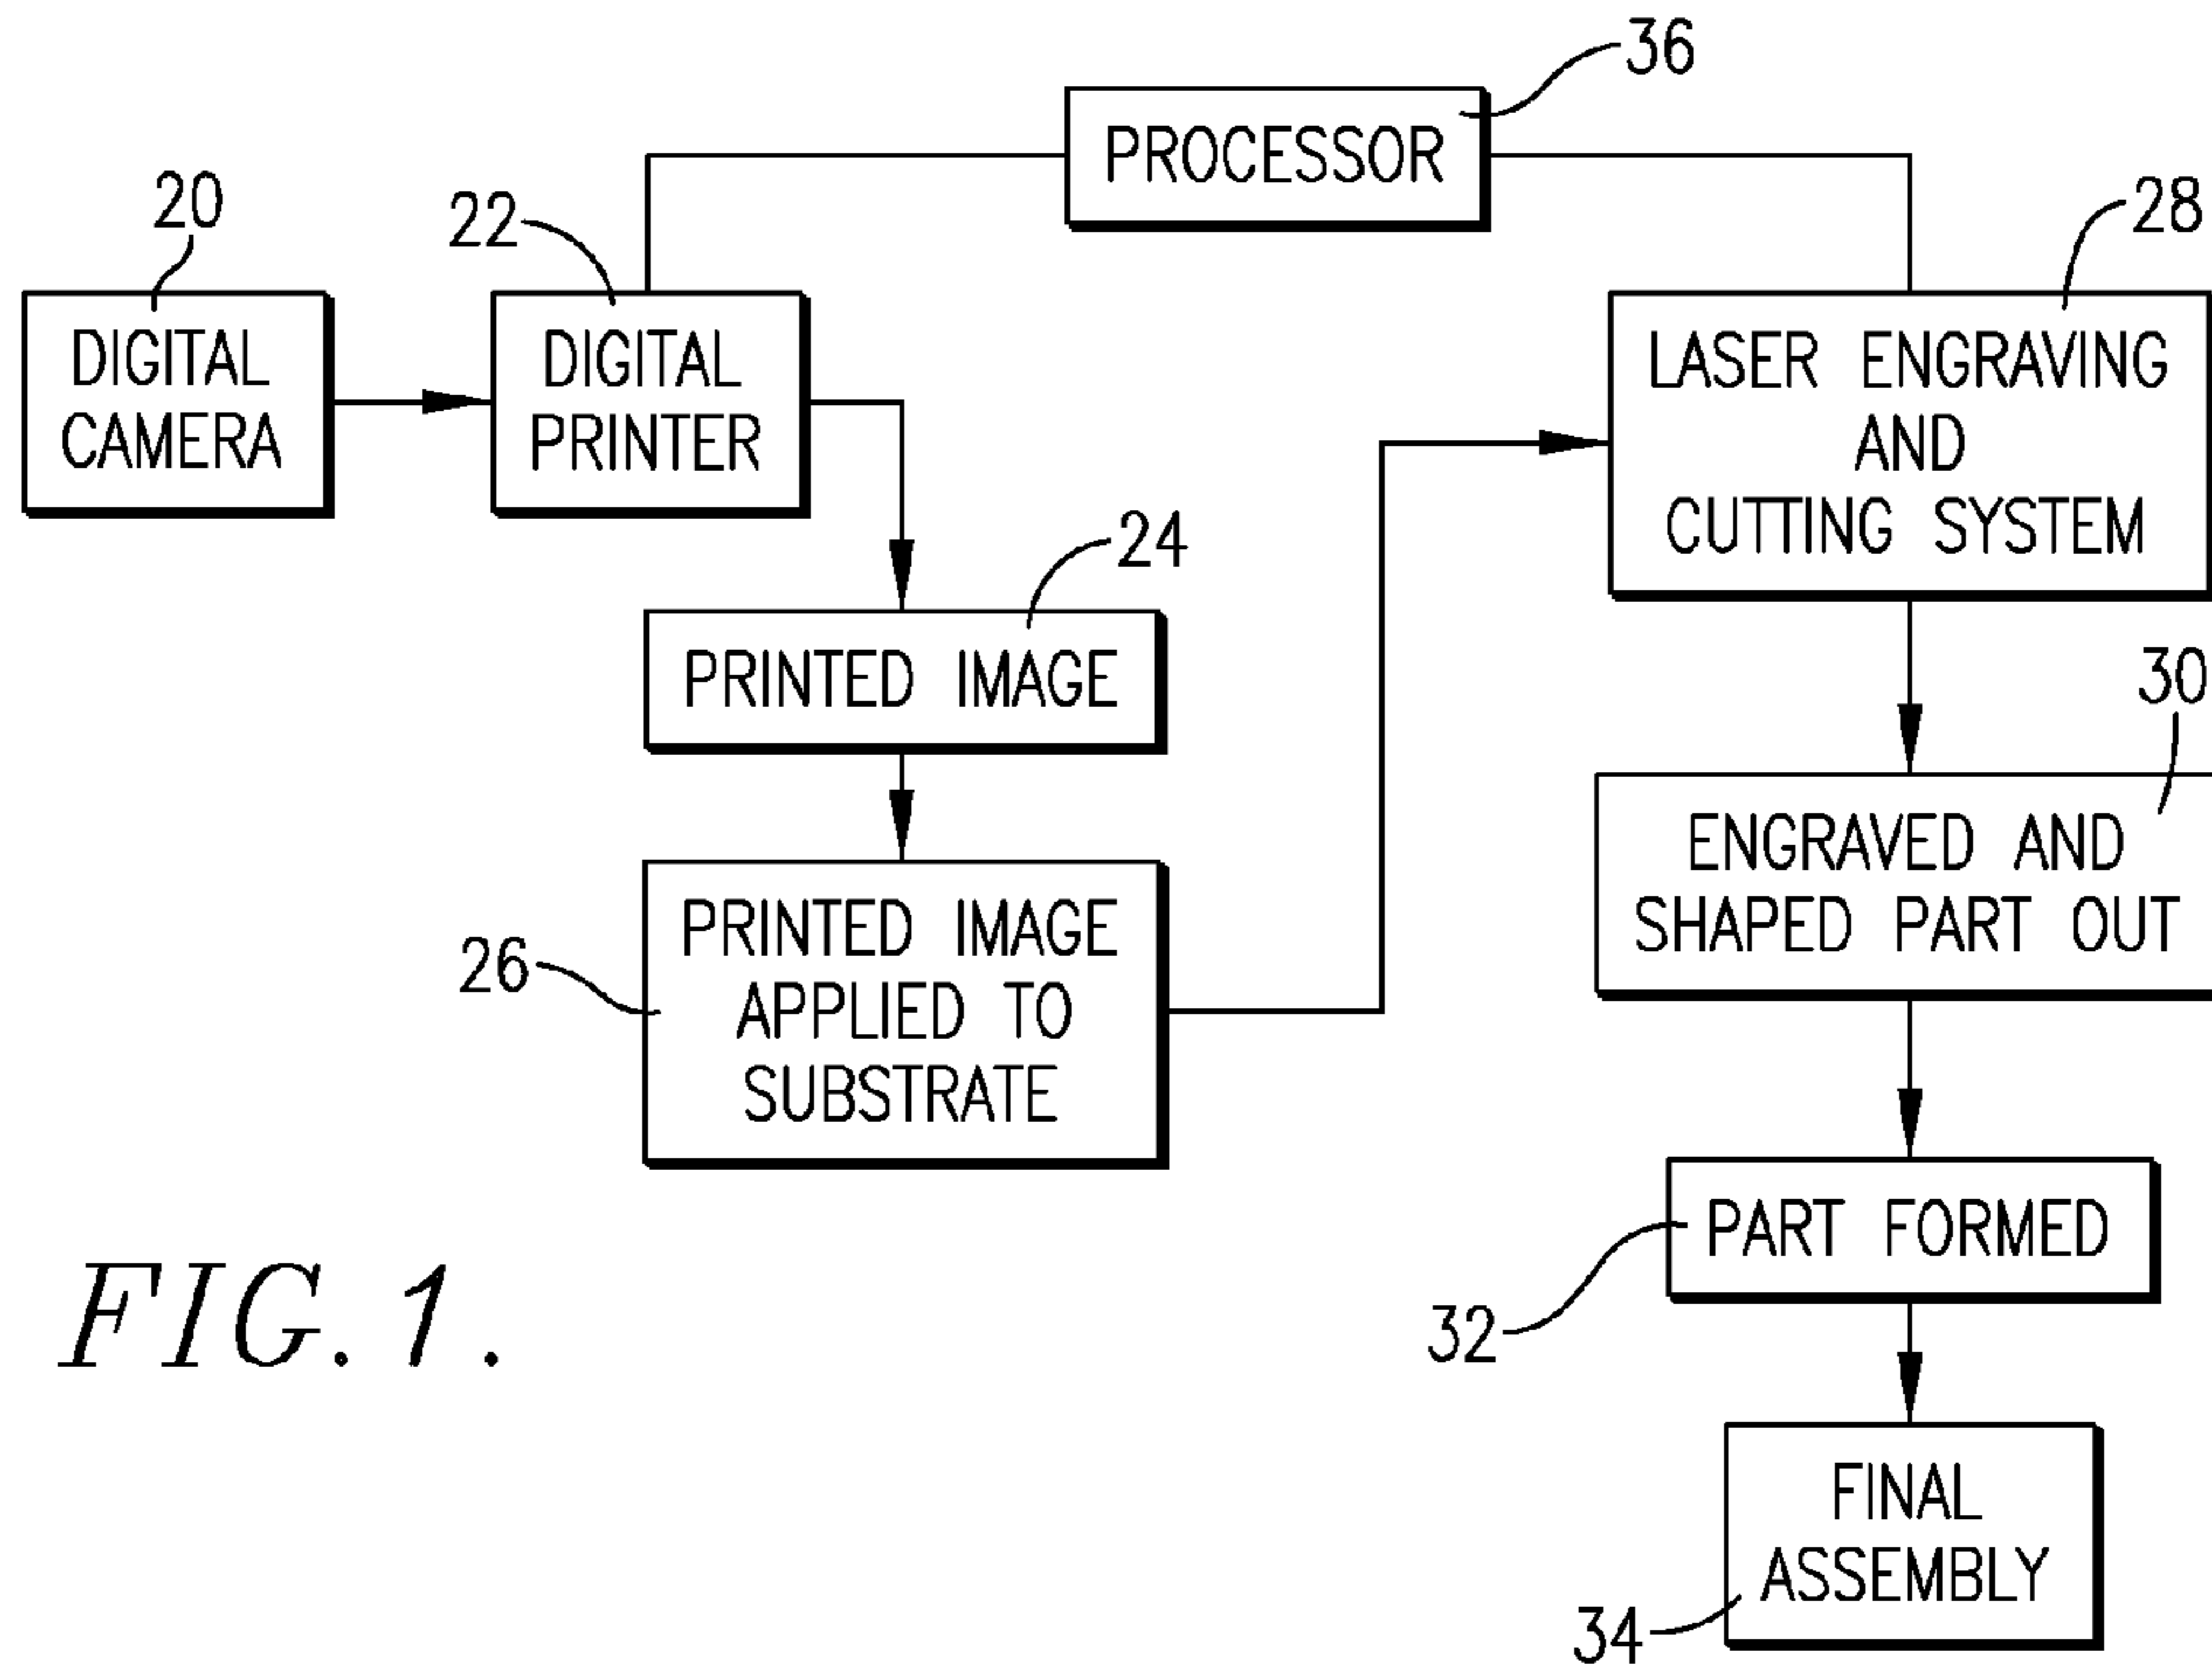 36
PROCESSOR
20
22
28
DIGITAL
CAMERA
DIGITAL
PRINTER
LASER ENGRAVING
AND
CUTTING SYSTEM
24
PRINTED IMAGE
30
ENGRAVED AND
SHAPED PART OUT
26
PRINTED IMAGE
APPLIED TO
SUBSTRATE
32
PART FORMED
34
FINAL
ASSEMBLY
FIG. 1.